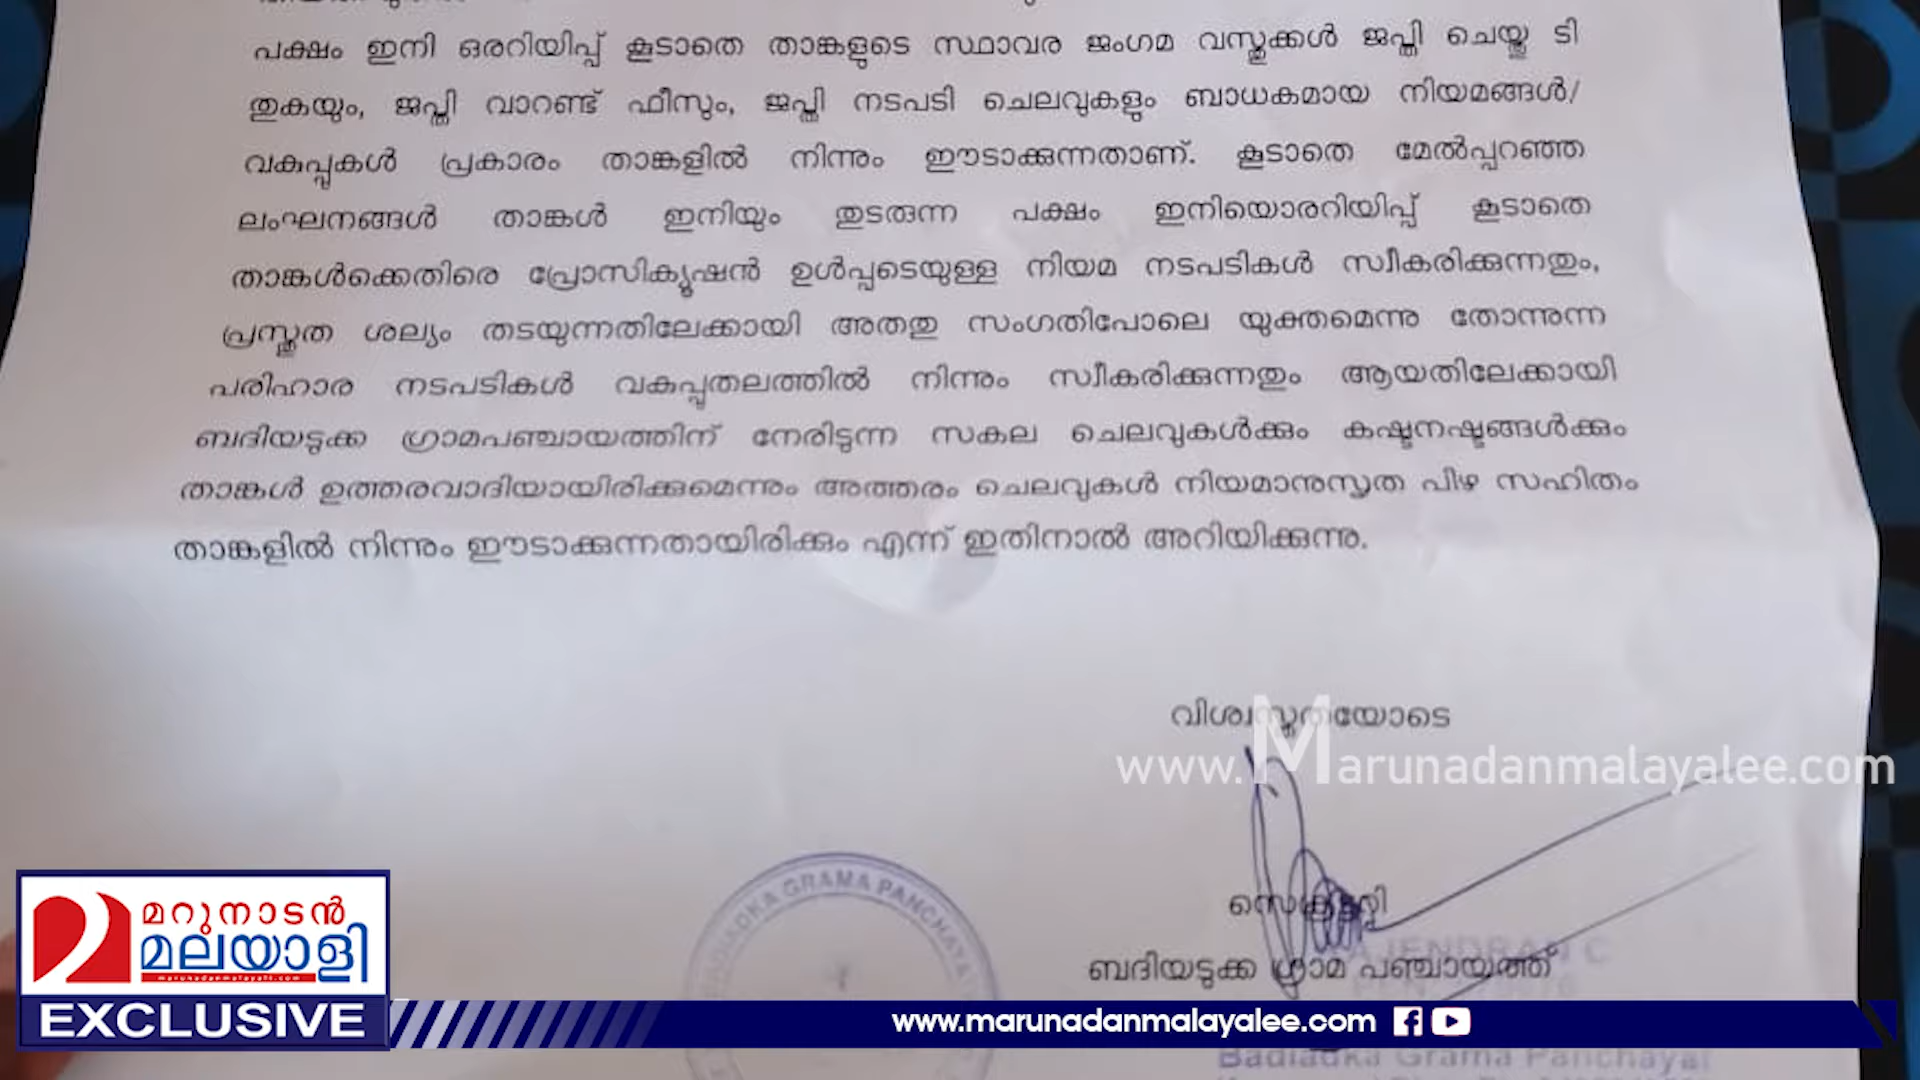 പക്ഷം ഇനി ഒരറിയിപ്പ് കൂടാതെ താങ്കളുടെ സ്ഥാവര ജംഗമ വസ്തുക്കൾ ജപ്തി ചെയ്തു ടി
തുകയും, ജപ്തി വാറണ്ട് ഫീസും, ജപ്തി നടപടി ചെലവുകളും ബാധകമായ നിയമങ്ങൾ/
വകുപ്പുകൾ പ്രകാരം താങ്കളിൽ നിന്നും ഈടാക്കുന്നതാണ്. കൂടാതെ മേൽപ്പറഞ്ഞ
ലംഘനങ്ങൾ താങ്കൾ ഇനിയും തുടരുന്ന പക്ഷം ഇനിയൊരറിയിപ്പ് കൂടാതെ
താങ്കൾക്കെതിരെ പ്രോസിക്യൂഷൻ ഉൾപ്പടെയുള്ള നിയമ നടപടികൾ സ്വീകരിക്കുന്നതും,
പ്രസ്തുത ശല്യം തടയുന്നതിലേക്കായി അതതു സംഗതിപോലെ യുക്തമെന്നു തോന്നുന്ന
പരിഹാര നടപടികൾ വകുപ്പുതലത്തിൽ നിന്നും സ്വീകരിക്കുന്നതും ആയതിലേക്കായി
ബദിയടുക്ക ഗ്രാമപഞ്ചായത്തിന് നേരിടുന്ന സകല ചെലവുകൾക്കും കഷ്ടനഷ്ടങ്ങൾക്കും
താങ്കൾ ഉത്തരവാദിയായിരിക്കുമെന്നും അത്തരം ചെലവുകൾ നിയമാനുസൃത പിഴ സഹിതം
താങ്കളിൽ നിന്നും ഈടാക്കുന്നതായിരിക്കും എന്ന് ഇതിനാൽ അറിയിക്കുന്നു.
വിശ്വസ്തതയോടെ
www.Marunadanmalayalee.com
സെക്രട്ടറി
BADIADKA GRAMA PANCHAYAT
RAJENDRAN C
ബദിയടുക്ക ഗ്രാമ പഞ്ചായത്ത്
Badiadka Grama Panchayat
മറുനാടൻ
മലയാളി
EXCLUSIVE
www.marunadanmalayalee.com